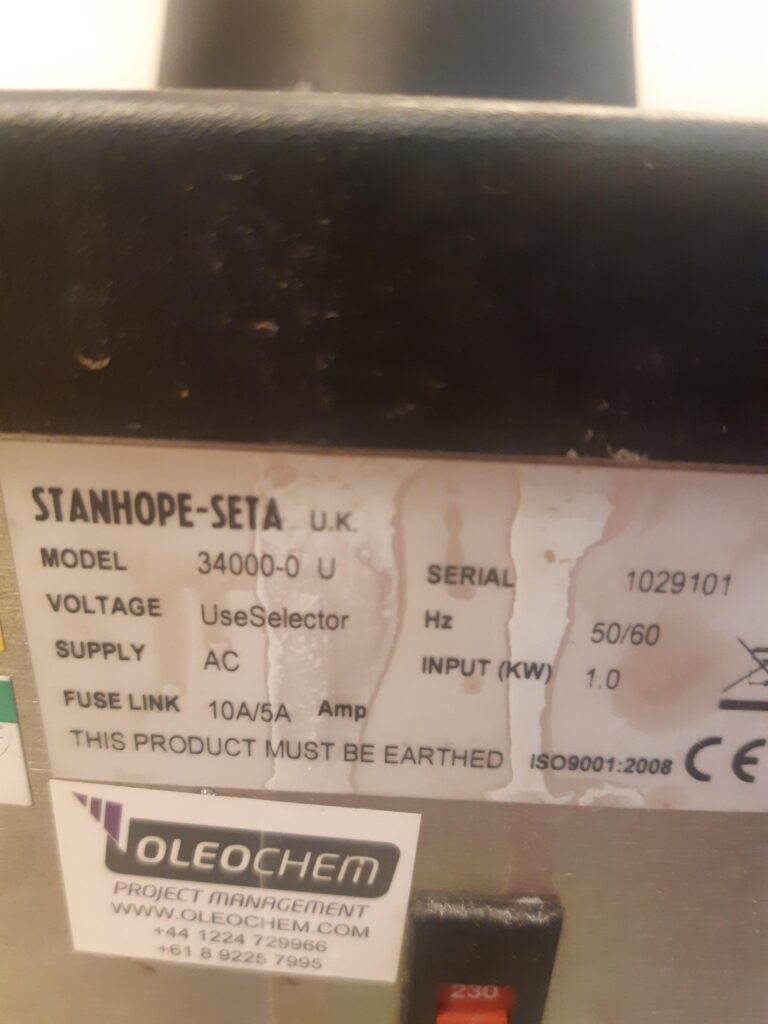 STANHOPE-SETA U.K.
MODEL 34000-0 U SERIAL 1029101
VOLTAGE UseSelector Hz 50/60
SUPPLY AC INPUT (KW) 1.0
FUSE LINK 10A/5A Amp
THIS PRODUCT MUST BE EARTHED ISO9001:2008 CE
OLEOCHEM
PROJECT MANAGEMENT
WWW.OLEOCHEM.COM
+44 1224 729966
+61 8 9225 7995
230